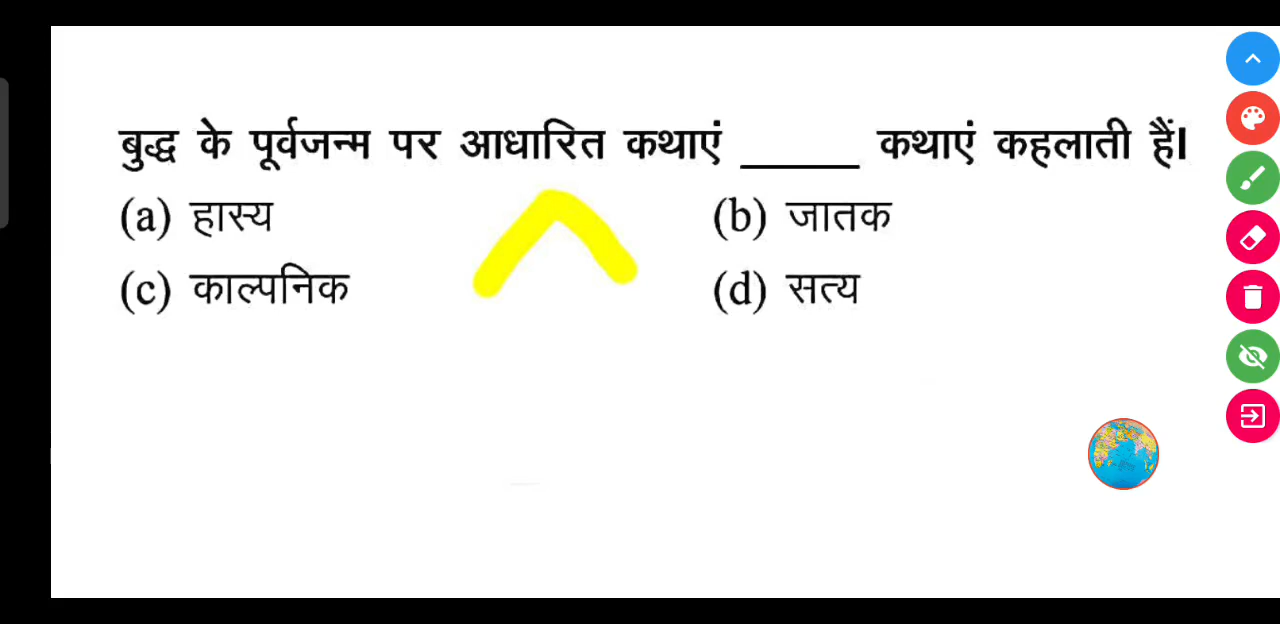 बुद्ध के पूर्वजन्म पर आधारित कथाएं ______ कथाएं कहलाती हैं।
(a) हास्य (b) जातक
(c) काल्पनिक (d) सत्य